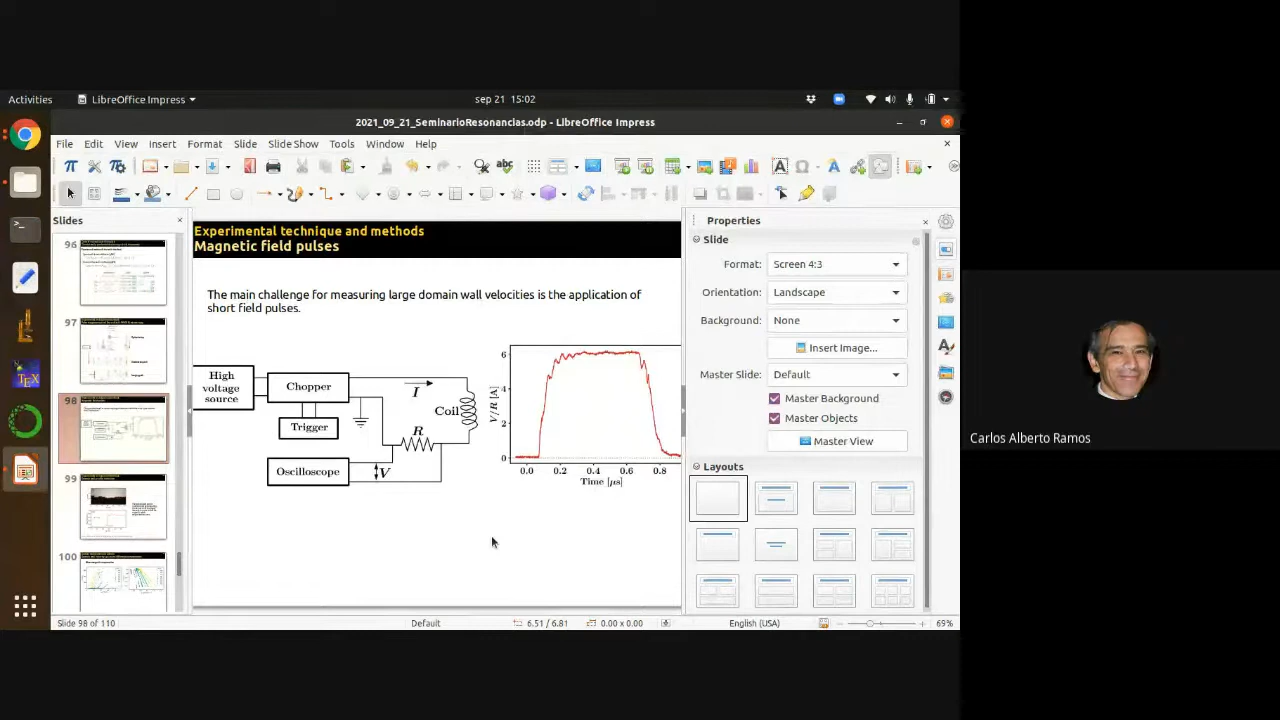 Activities
LibreOffice Impress
sep 21 15:02
2021_09_21_SeminarioResonancias.odp - LibreOffice Impress
File Edit View Insert Format Slide Slide Show Tools Window Help
Slides
96
97
98
99
100
Experimental technique and methods
Magnetic field pulses
The main challenge for measuring large domain wall velocities is the application of
short field pulses.
High
voltage
source
Chopper
Trigger
Oscilloscope
I
Coil
R
V
V/R [A]
6
4
2
0
0.0 0.2 0.4 0.6 0.8
Time [μs]
Properties
Slide
Format: Screen 4:3
Orientation: Landscape
Background: None
Insert Image...
Master Slide: Default
Master Background
Master Objects
Master View
Layouts
Carlos Alberto Ramos
Slide 98 of 110
Default
6.51 / 6.81
0.00 x 0.00
English (USA)
69%